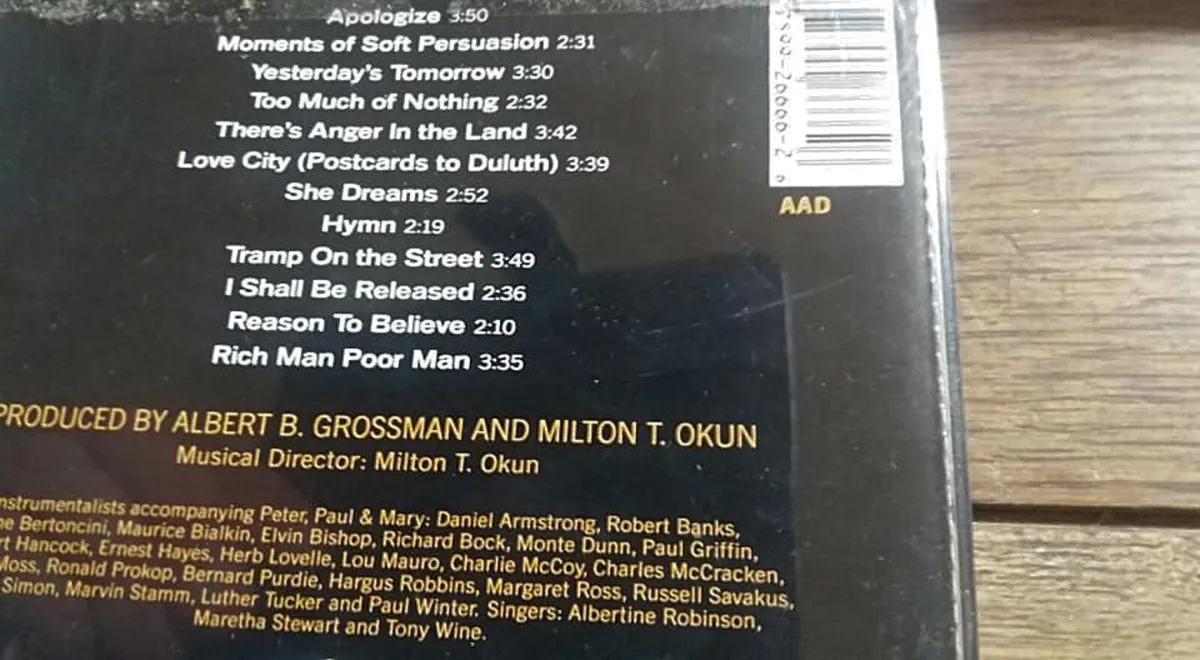 Apologize 3:50
Moments of Soft Persuasion 2:31
Yesterday's Tomorrow 3:30
Too Much of Nothing 2:32
There's Anger In the Land 3:42
Love City (Postcards to Duluth) 3:39
She Dreams 2:52
Hymn 2:19
Tramp On the Street 3:49
I Shall Be Released 2:36
Reason To Believe 2:10
Rich Man Poor Man 3:35
AAD
PRODUCED BY ALBERT B. GROSSMAN AND MILTON T. OKUN
Musical Director: Milton T. Okun
nstrumentalists accompanying Peter, Paul & Mary: Daniel Armstrong, Robert Banks,
ne Bertoncini, Maurice Bialkin, Elvin Bishop, Richard Bock, Monte Dunn, Paul Griffin,
rt Hancock, Ernest Hayes, Herb Lovelle, Lou Mauro, Charlie McCoy, Charles McCracken,
Moss, Ronald Prokop, Bernard Purdie, Hargus Robbins, Margaret Ross, Russell Savakus,
Simon, Marvin Stamm, Luther Tucker and Paul Winter. Singers: Albertine Robinson,
Maretha Stewart and Tony Wine.